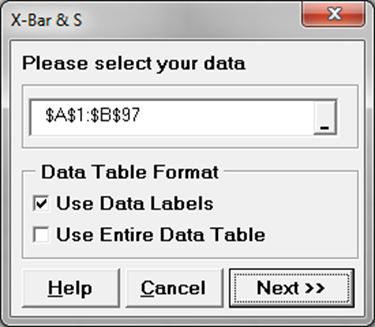 X-Bar & S
Please select your data
$A$1:$B$97
Data Table Format
Use Data Labels
Use Entire Data Table
Help Cancel Next >>